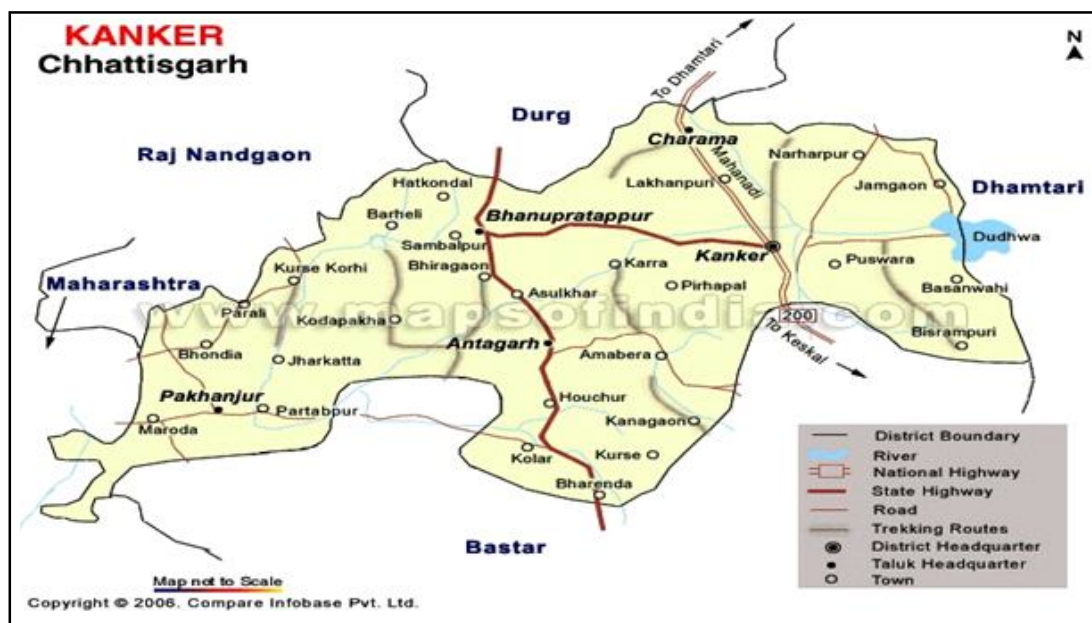 KANKER
Chhattisgarh
N
To Dhamtari
Durg
Raj Nandgaon
Charama
Mahanadi
Narharpur
Lakhanpuri
Jamgaon
Dhamtari
Hatkondal
Barheli
Bhanupratappur
Sambalpur
Kanker
Dudhwa
Maharashtra
Kurse Korhi
Bhiragaon
Karra
Puswara
Asulkhar
Pirhapal
Basanwahi
www.mapsofindia.com
Parali
Kodapakha
200
To Keskal
Bisrampuri
Bhondia
Jharkatta
Antagarh
Amabera
Pakhanjur
Partabpur
Houchur
Kanagaon
Maroda
Kolar
Kurse
Bharenda
Bastar
District Boundary
River
National Highway
State Highway
Road
Trekking Routes
District Headquarter
Taluk Headquarter
Town
Map not to Scale
Copyright © 2006. Compare Infobase Pvt. Ltd.